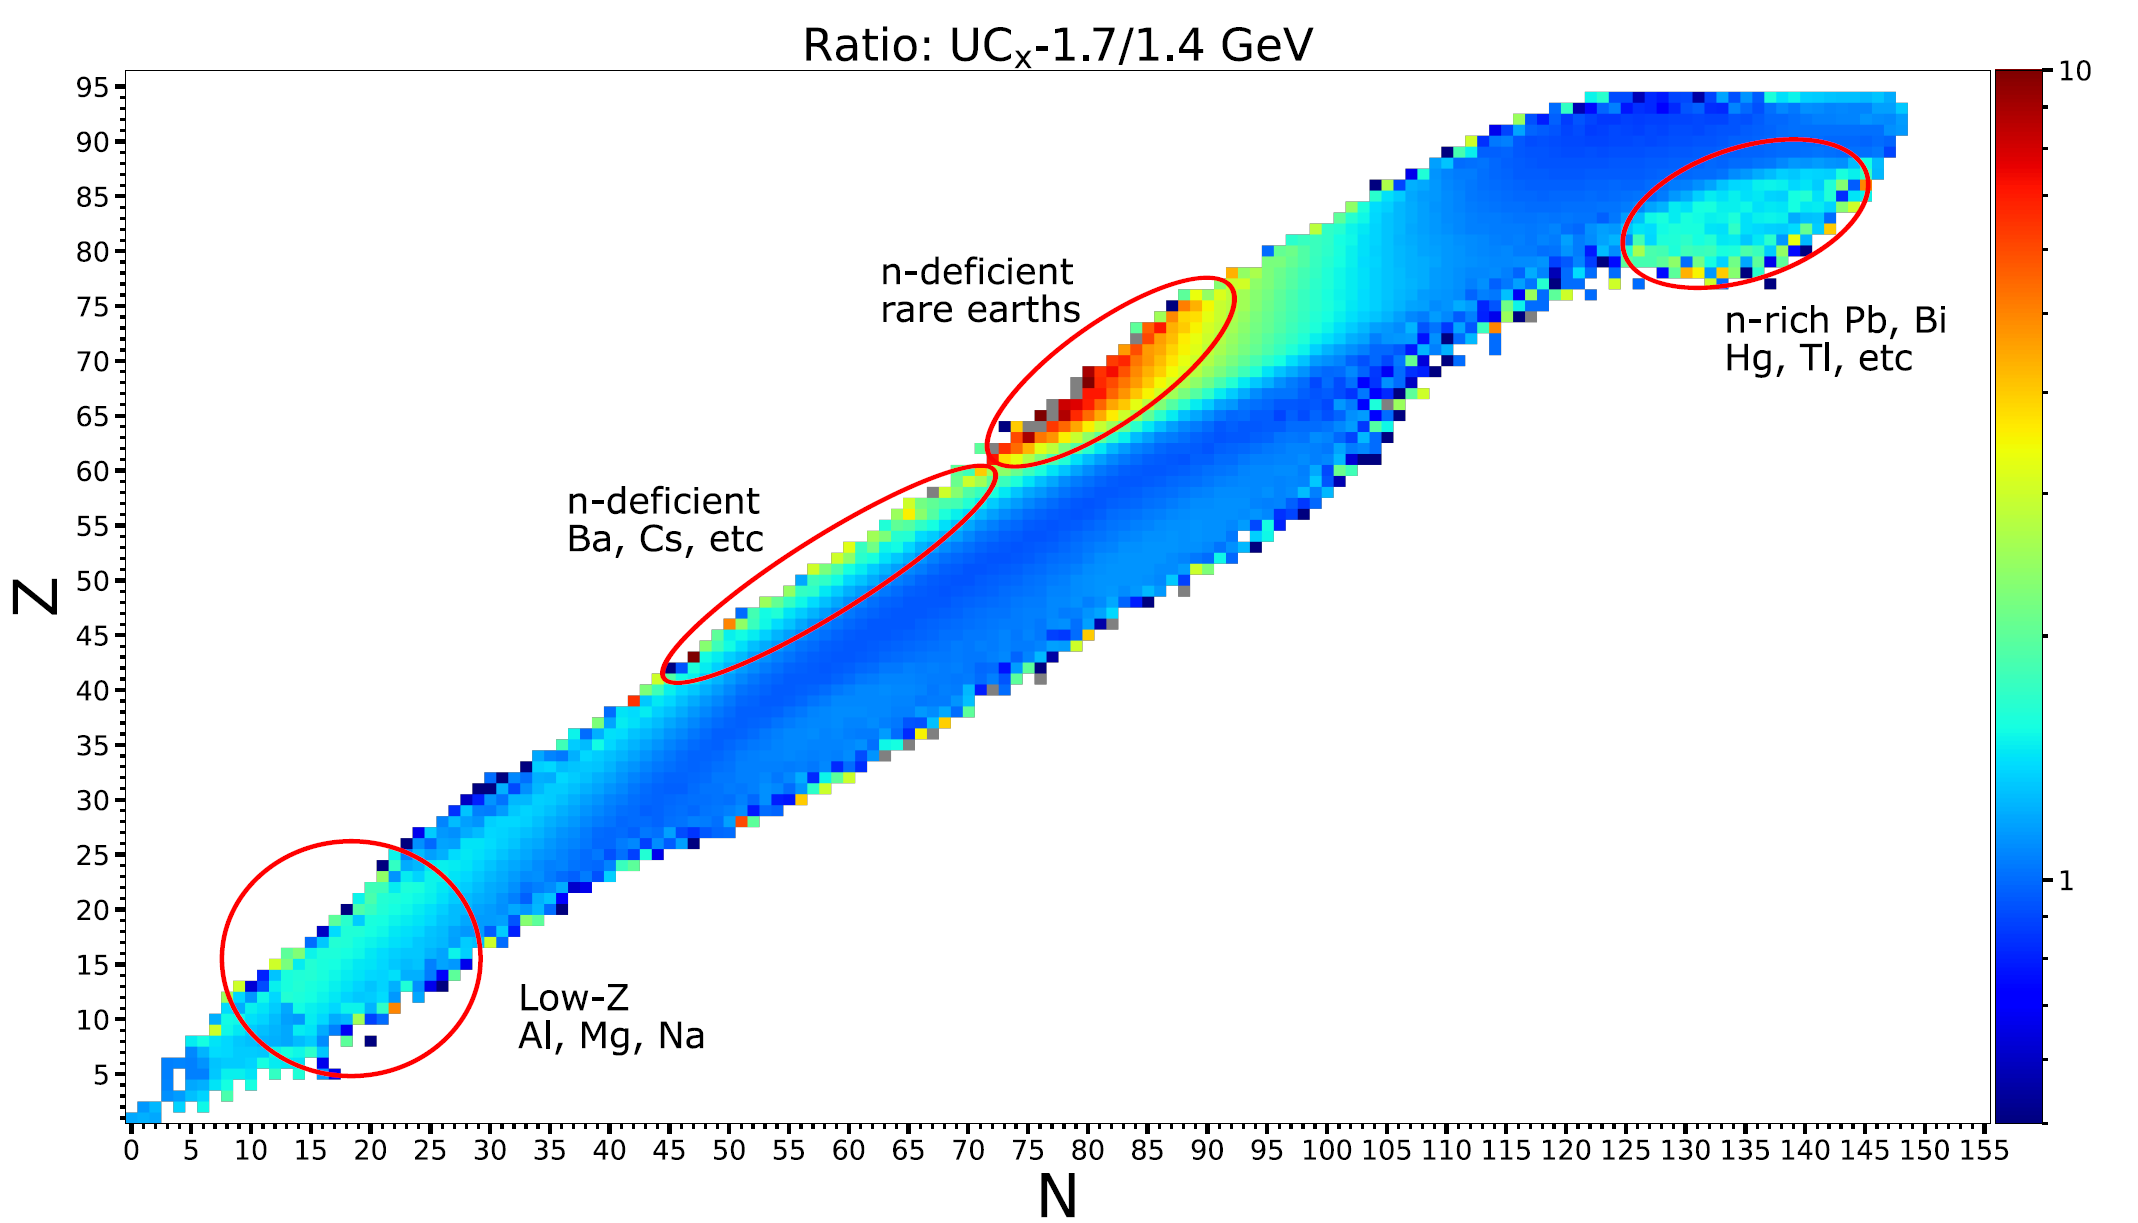 Ratio: UCx-1.7/1.4 GeV
95
90
85
80
75
70
65
60
55
50
45
40
35
30
25
20
15
10
5
Z
n-deficient
rare earths
n-deficient
Ba, Cs, etc
n-rich Pb, Bi
Hg, Tl, etc
Low-Z
Al, Mg, Na
10
1
0 5 10 15 20 25 30 35 40 45 50 55 60 65 70 75 80 85 90 95 100 105 110 115 120 125 130 135 140 145 150 155
N